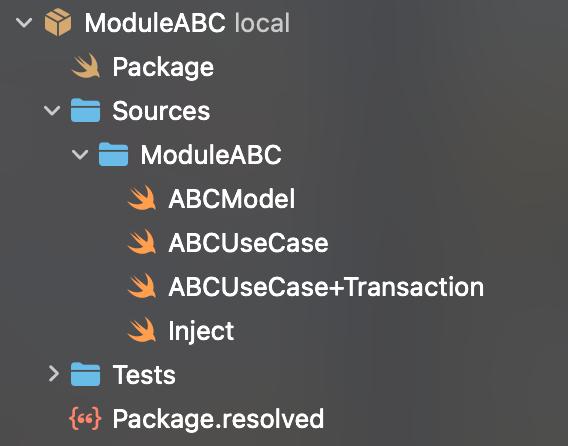 ModuleABC local
Package
Sources
ModuleABC
ABCModel
ABCUseCase
ABCUseCase+Transaction
Inject
Tests
Package.resolved